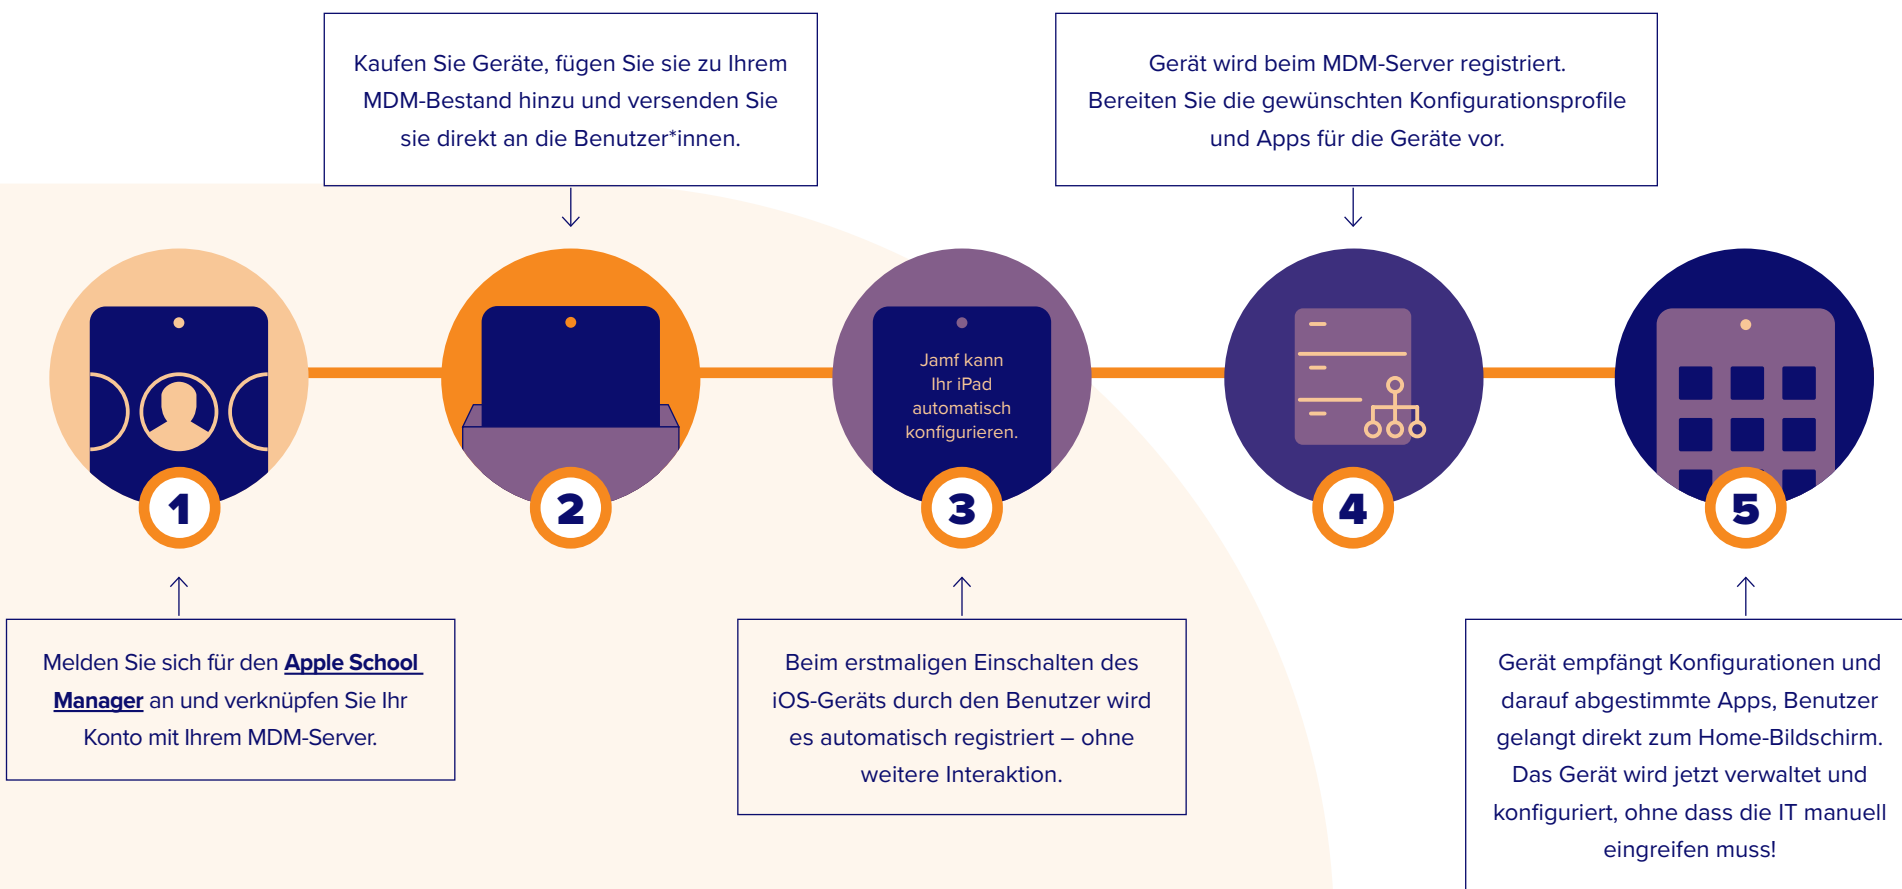 Kaufen Sie Geräte, fügen Sie sie zu Ihrem
MDM-Bestand hinzu und versenden Sie
sie direkt an die Benutzer*innen.
Gerät wird beim MDM-Server registriert.
Bereiten Sie die gewünschten Konfigurationsprofile
und Apps für die Geräte vor.
Jamf kann
Ihr iPad
automatisch
konfigurieren.
1
2
3
4
5
Melden Sie sich für den Apple School
Manager an und verknüpfen Sie Ihr
Konto mit Ihrem MDM-Server.
Beim erstmaligen Einschalten des
iOS-Geräts durch den Benutzer wird
es automatisch registriert – ohne
weitere Interaktion.
Gerät empfängt Konfigurationen und
darauf abgestimmte Apps, Benutzer
gelangt direkt zum Home-Bildschirm.
Das Gerät wird jetzt verwaltet und
konfiguriert, ohne dass die IT manuell
eingreifen muss!